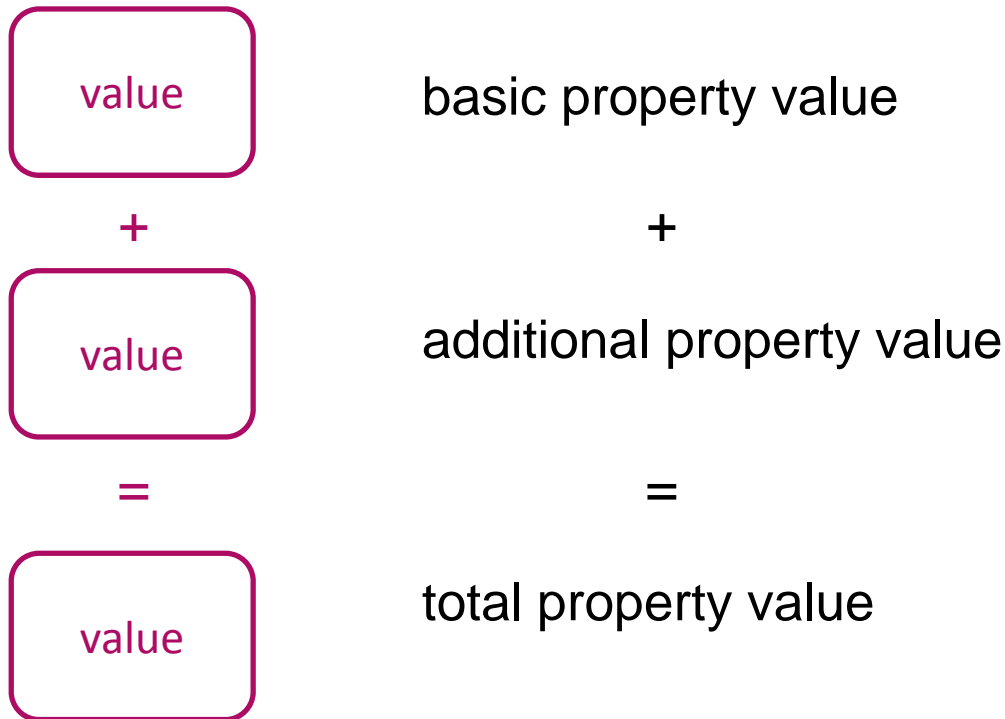 value basic property value
+ +
value additional property value
= =
value total property value